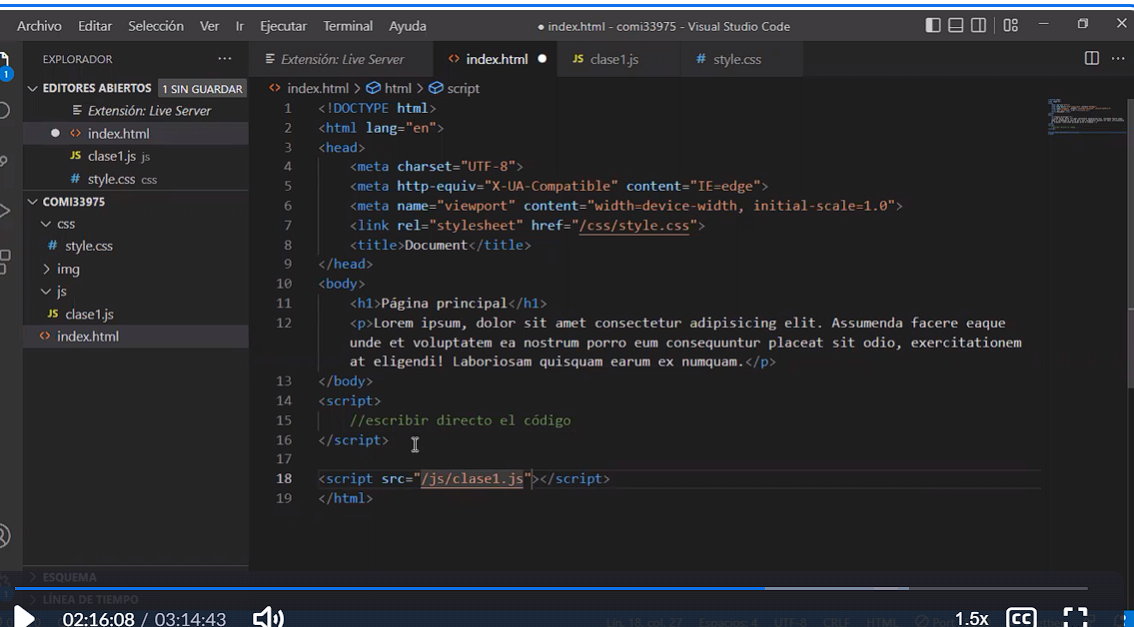 Archivo Editar Selección Ver Ir Ejecutar Terminal Ayuda ● index.html - comi33975 - Visual Studio Code
EXPLORADOR ···
Extensión: Live Server
<> index.html ●
JS clase1.js
# style.css
1
EDITORES ABIERTOS 1 SIN GUARDAR
Extensión: Live Server
● <> index.html
JS clase1.js js
# style.css css
COMI33975
css
# style.css
img
js
JS clase1.js
<> index.html
ESQUEMA
LÍNEA DE TIEMPO
<> index.html > html > script
1 <!DOCTYPE html>
2 <html lang="en">
3 <head>
4 <meta charset="UTF-8">
5 <meta http-equiv="X-UA-Compatible" content="IE=edge">
6 <meta name="viewport" content="width=device-width, initial-scale=1.0">
7 <link rel="stylesheet" href="/css/style.css">
8 <title>Document</title>
9 </head>
10 <body>
11 <h1>Página principal</h1>
12 <p>Lorem ipsum, dolor sit amet consectetur adipisicing elit. Assumenda facere eaque
unde et voluptatem ea nostrum porro eum consequuntur placeat sit odio, exercitationem
at eligendi! Laboriosam quisquam earum ex numquam.</p>
13 </body>
14 <script>
15 //escribir directo el código
16 </script>
17
18 <script src="/js/clase1.js"></script>
19 </html>
02:16:08 / 03:14:43 1.5x CC
Lín. 18, col. 27 Espacios: 4 UTF-8 CRLF HTML